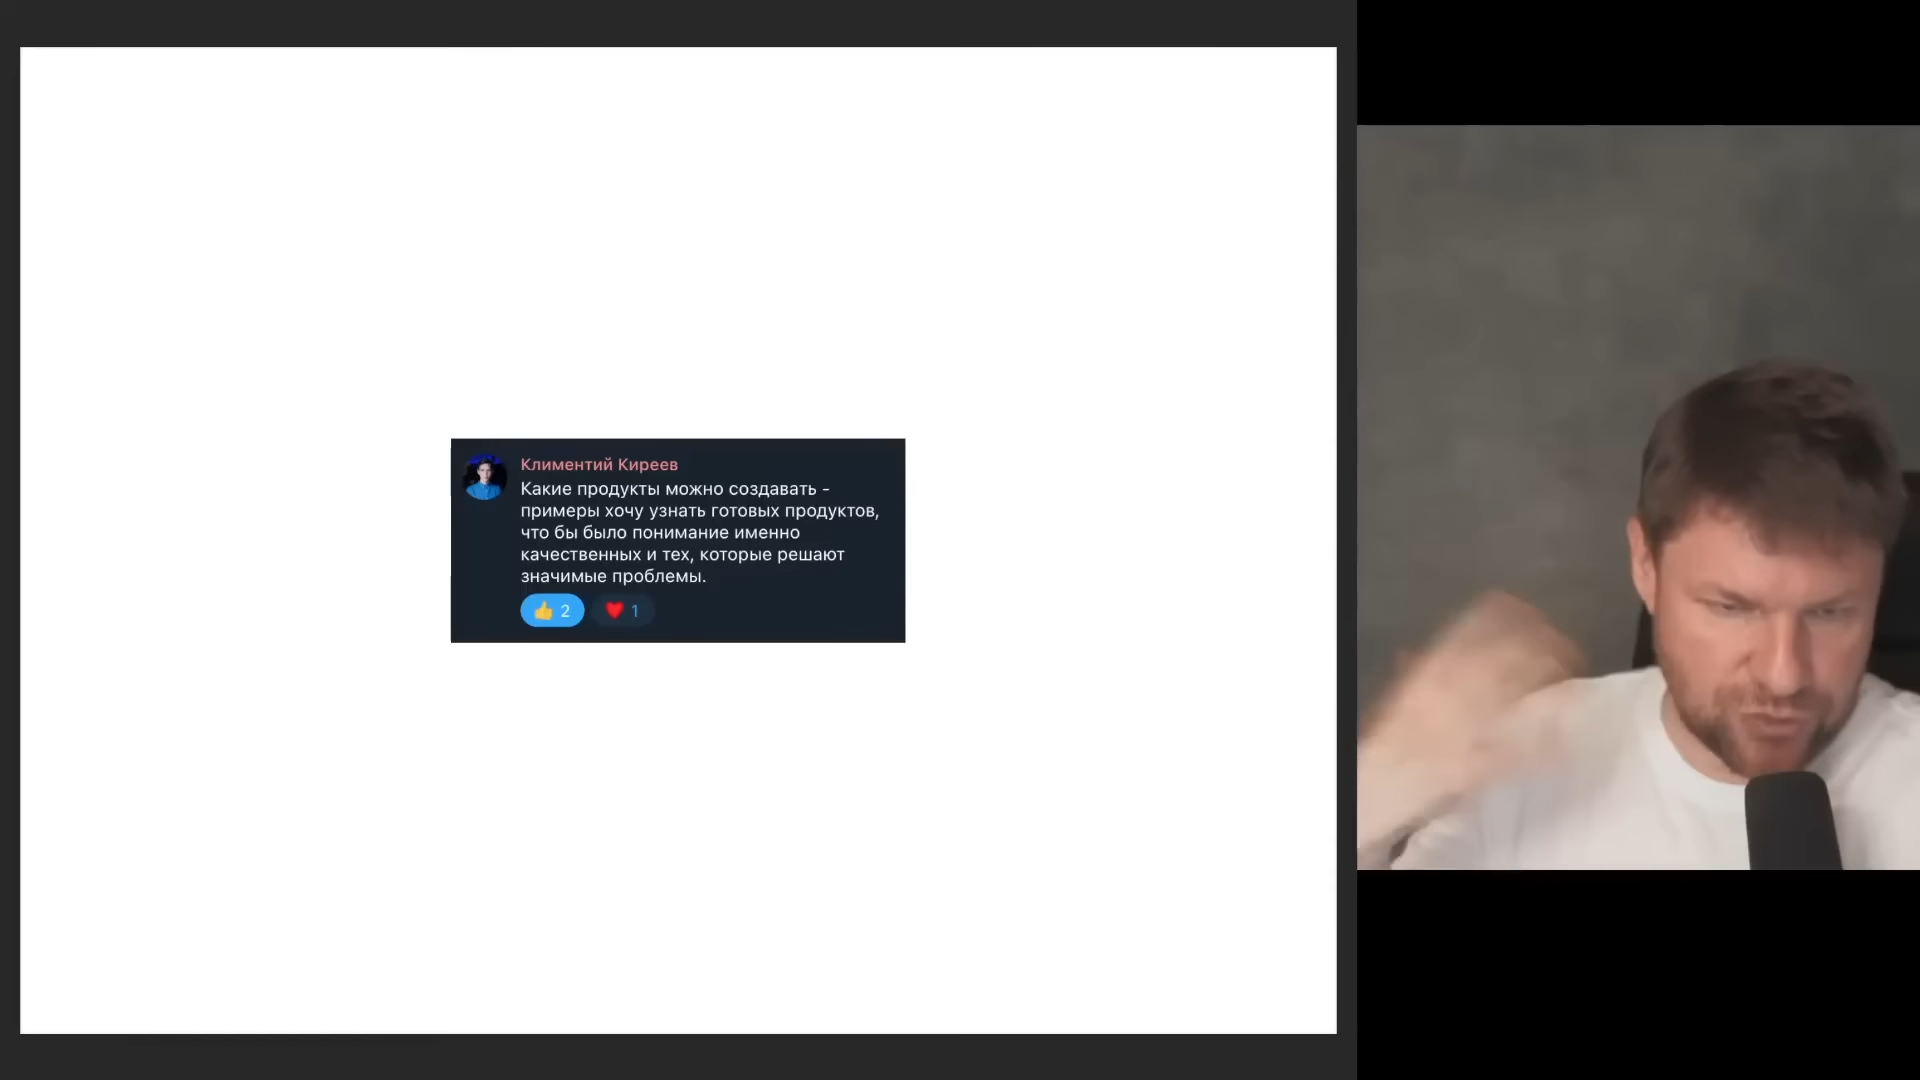 Климентий Киреев
Какие продукты можно создавать -
примеры хочу узнать готовых продуктов,
что бы было понимание именно
качественных и тех, которые решают
значимые проблемы.
👍 2 ❤️ 1